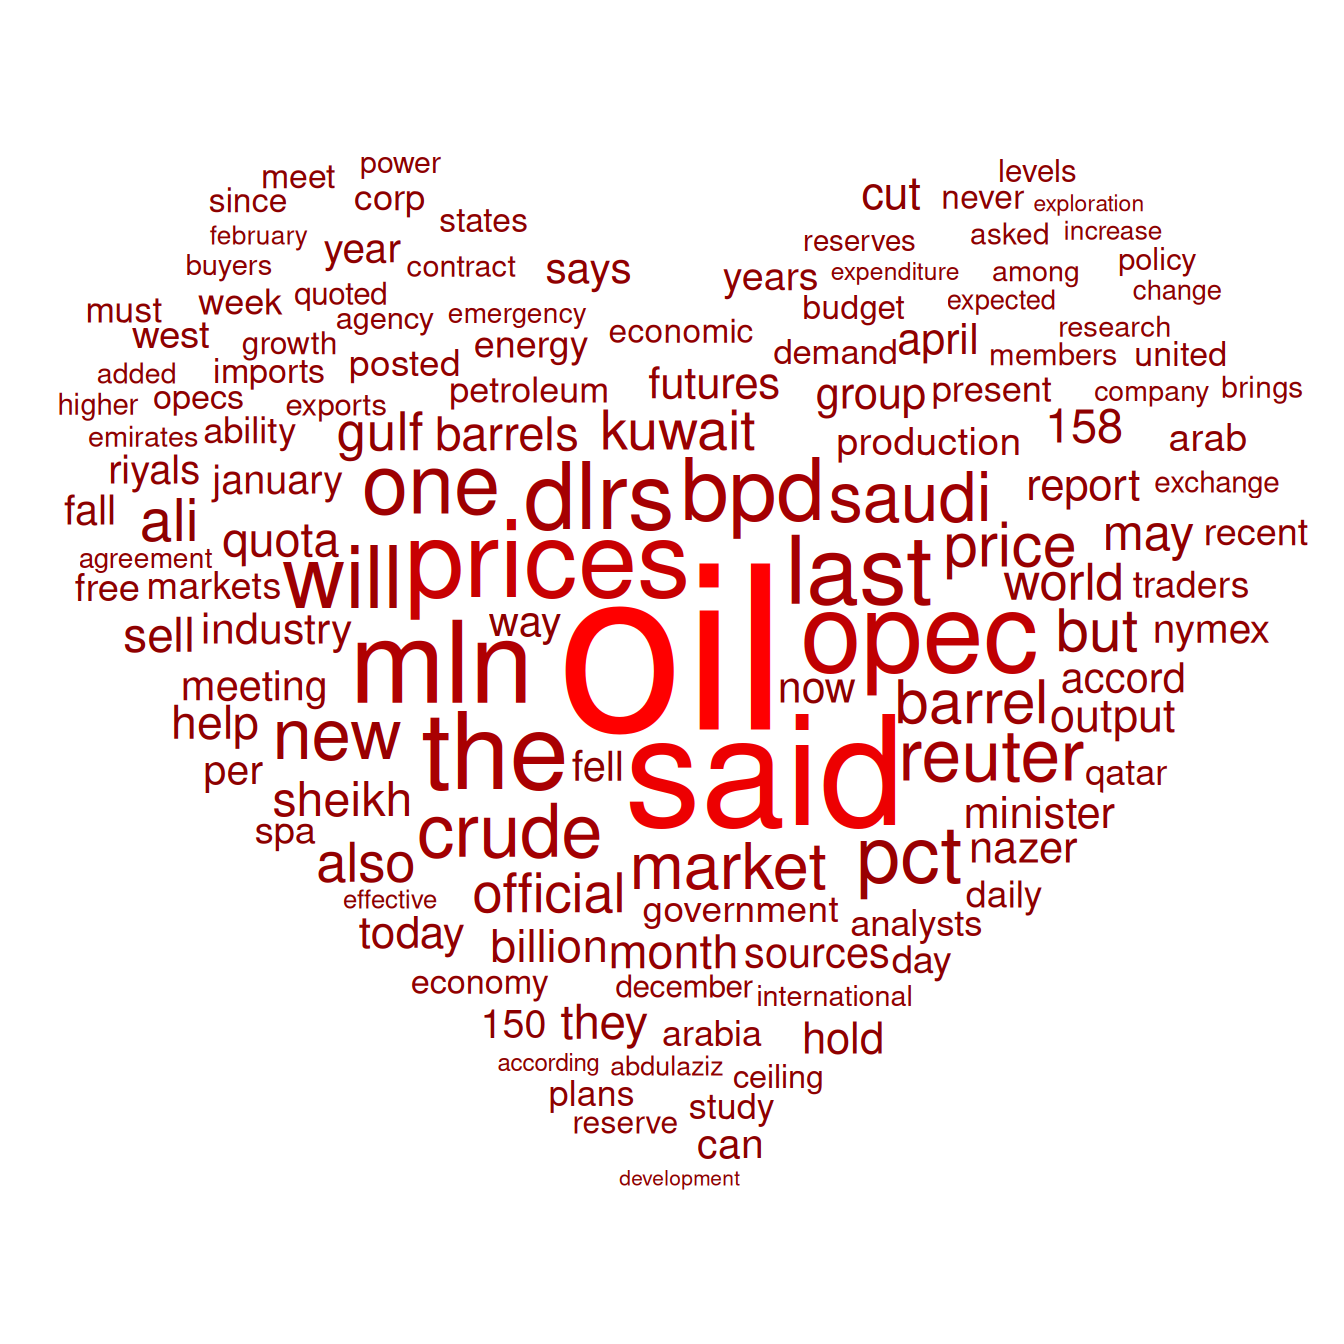 power
meet
levels
since
corp
cut
never
exploration
states
february
year
reserves
asked
increase
buyers
contract
says
years
expenditure
among
policy
must
week
quoted
budget
expected
change
west
agency
emergency
economic
april
research
growth
energy
demand
members
united
added
imports
posted
petroleum
futures
group
present
company
brings
higher
opecs
exports
emirates
ability
gulf
barrels
kuwait
production
158
arab
riyals
january
one
dlrs
bpd
saudi
report
exchange
fall
ali
quota
will
prices
last
price
may
recent
agreement
free
markets
world
traders
sell
industry
way
oil
opec
but
nymex
mln
meeting
now
barrel
accord
help
new
the
fell
said
reuter
output
per
qatar
sheikh
crude
minister
spa
also
market
pct
nazer
effective
official
government
daily
today
analysts
billion
month
sources
day
economy
december
international
150
they
arabia
hold
according
abdulaziz
ceiling
plans
study
reserve
can
development